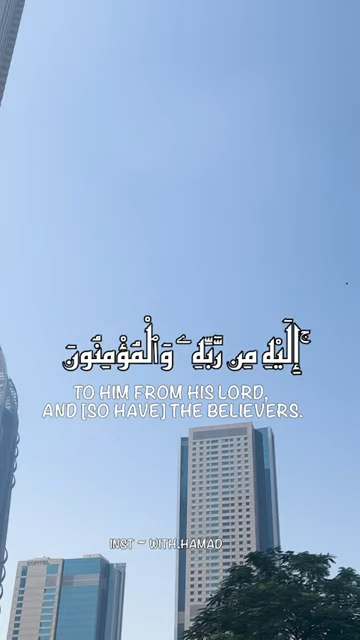 إِلَيْهِ مِن رَّبِّهِۦ وَٱلْمُؤْمِنُونَ ۚ
TO HIM FROM HIS LORD,
AND [SO HAVE] THE BELIEVERS.
INST ~ WITH.HAMAD